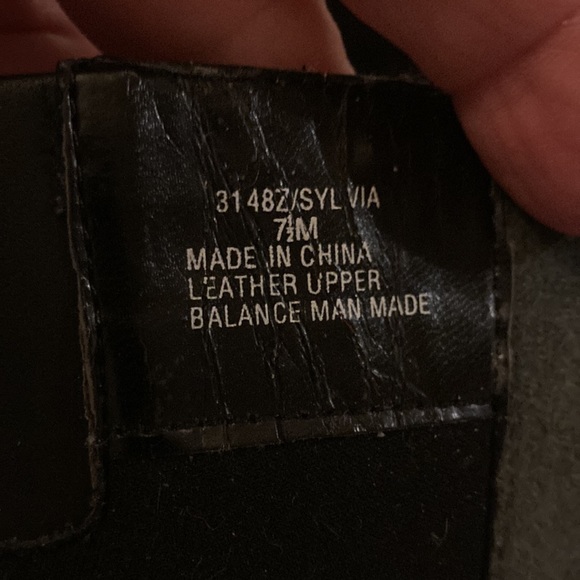 3148Z/SYLVIA
7½M
MADE IN CHINA
LEATHER UPPER
BALANCE MAN MADE